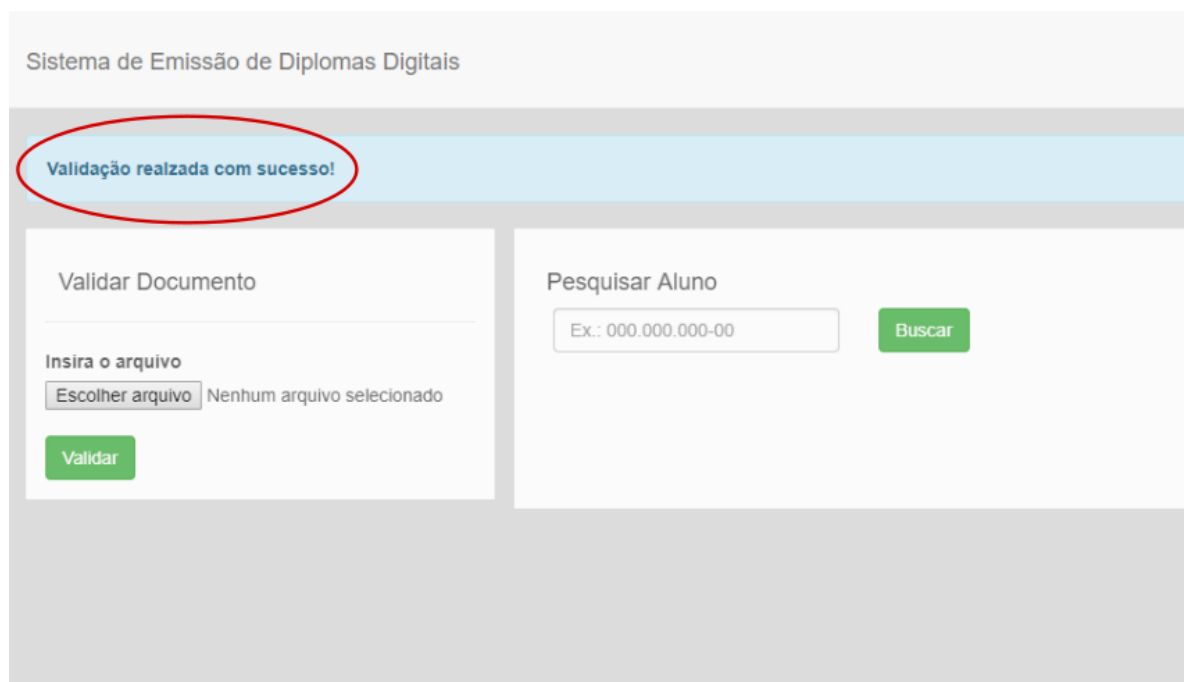 Sistema de Emissão de Diplomas Digitais
Validação realzada com sucesso!
Validar Documento
Insira o arquivo
Escolher arquivo Nenhum arquivo selecionado
Validar
Pesquisar Aluno
Ex.: 000.000.000-00 Buscar